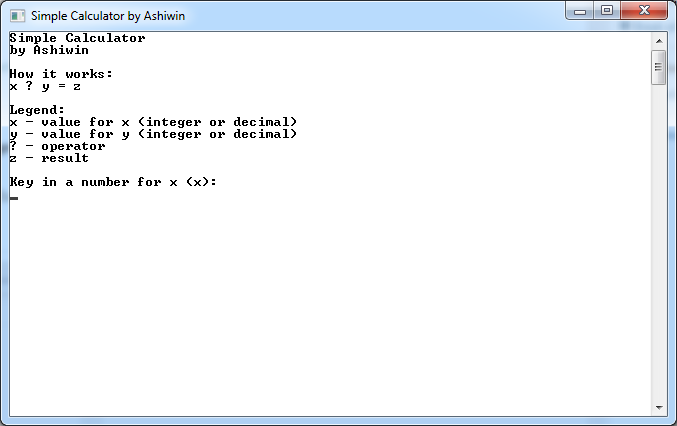 Simple Calculator by Ashiwin
Simple Calculator
by Ashiwin
How it works:
x ? y = z
Legend:
x - value for x (integer or decimal)
y - value for y (integer or decimal)
? - operator
z - result
Key in a number for x (x):